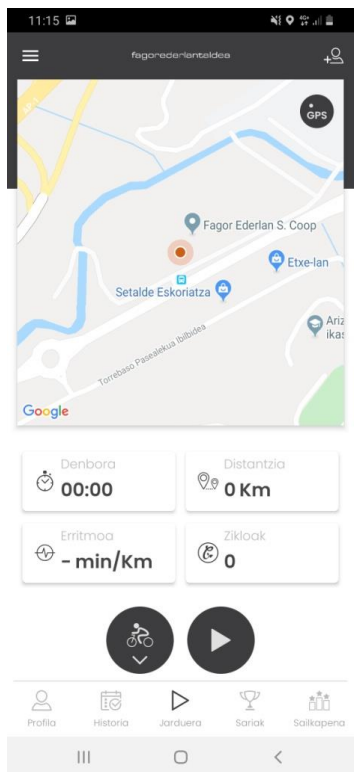 11:15
4G+
fagorederlantaldea
GPS
Fagor Ederlan S. Coop
Etxe-lan
Setalde Eskoriatza
Ariz
ikas
Torrebaso Pasealekua Ibilbidea
Google
Denbora
00:00
Distantzia
0 Km
Erritmoa
- min/Km
Zikloak
0
Profila
Historia
Jarduera
Sariak
Sailkapena